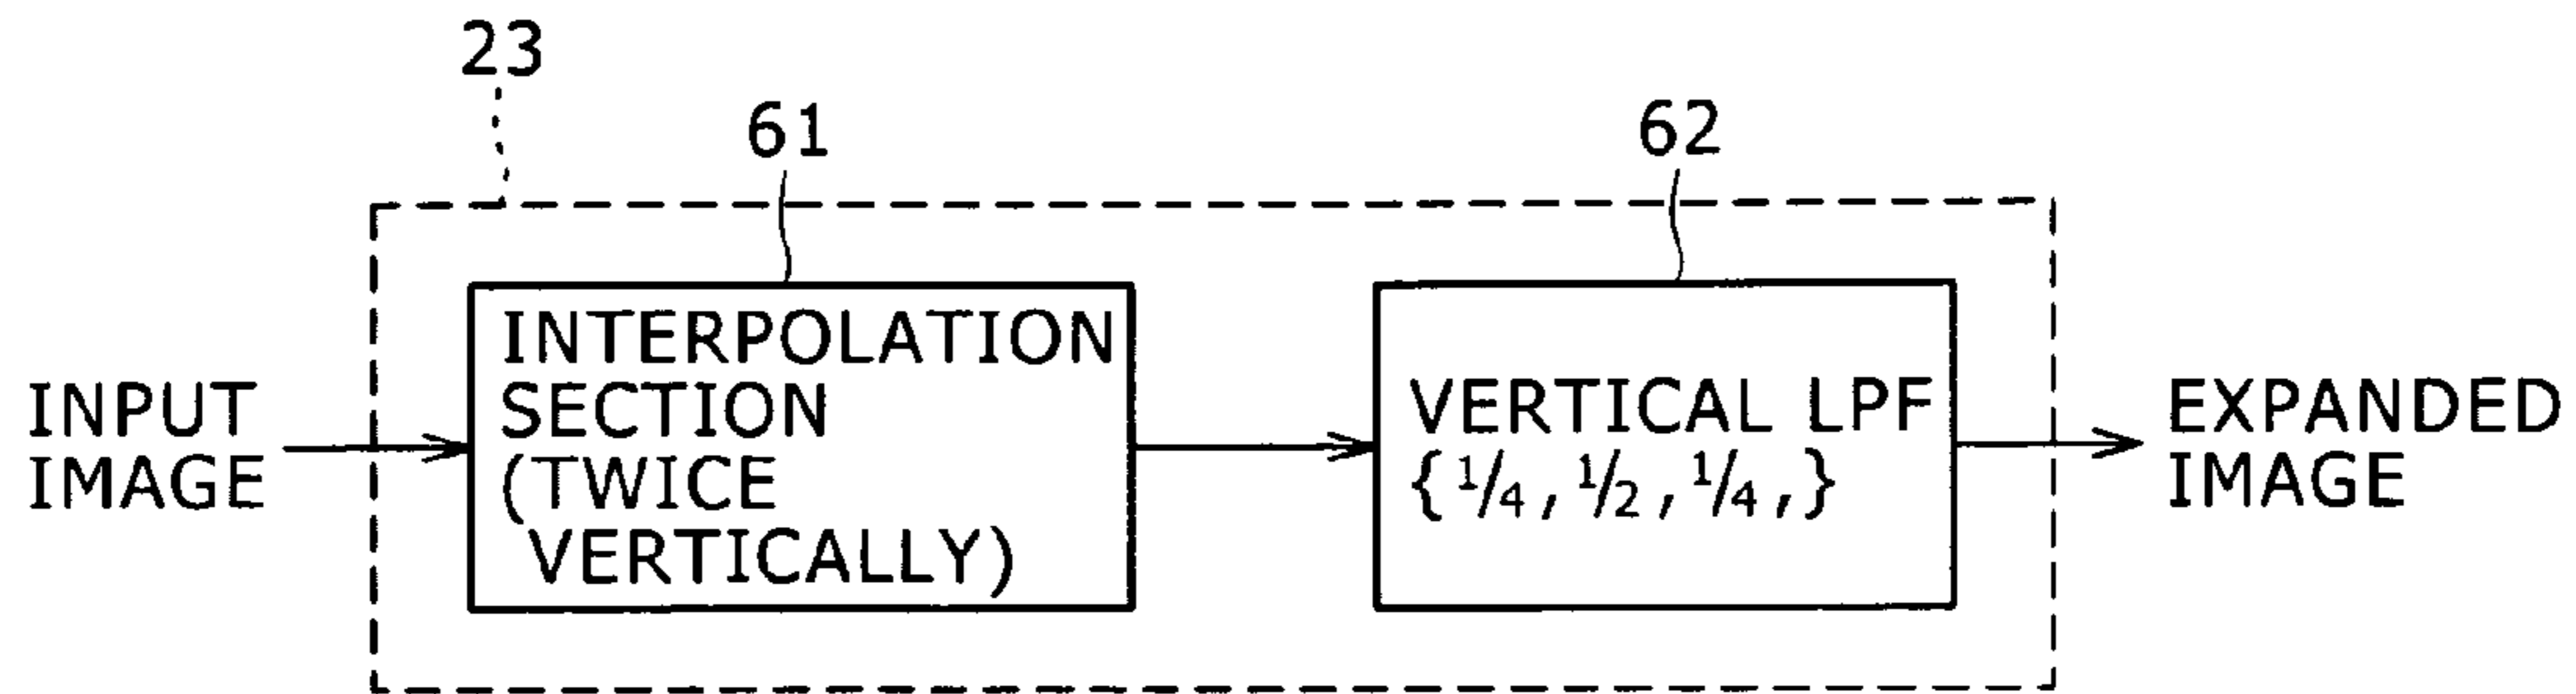 23
61
62
INPUT
IMAGE
INTERPOLATION
SECTION
(TWICE
VERTICALLY)
VERTICAL LPF
{1/4, 1/2, 1/4,}
EXPANDED
IMAGE